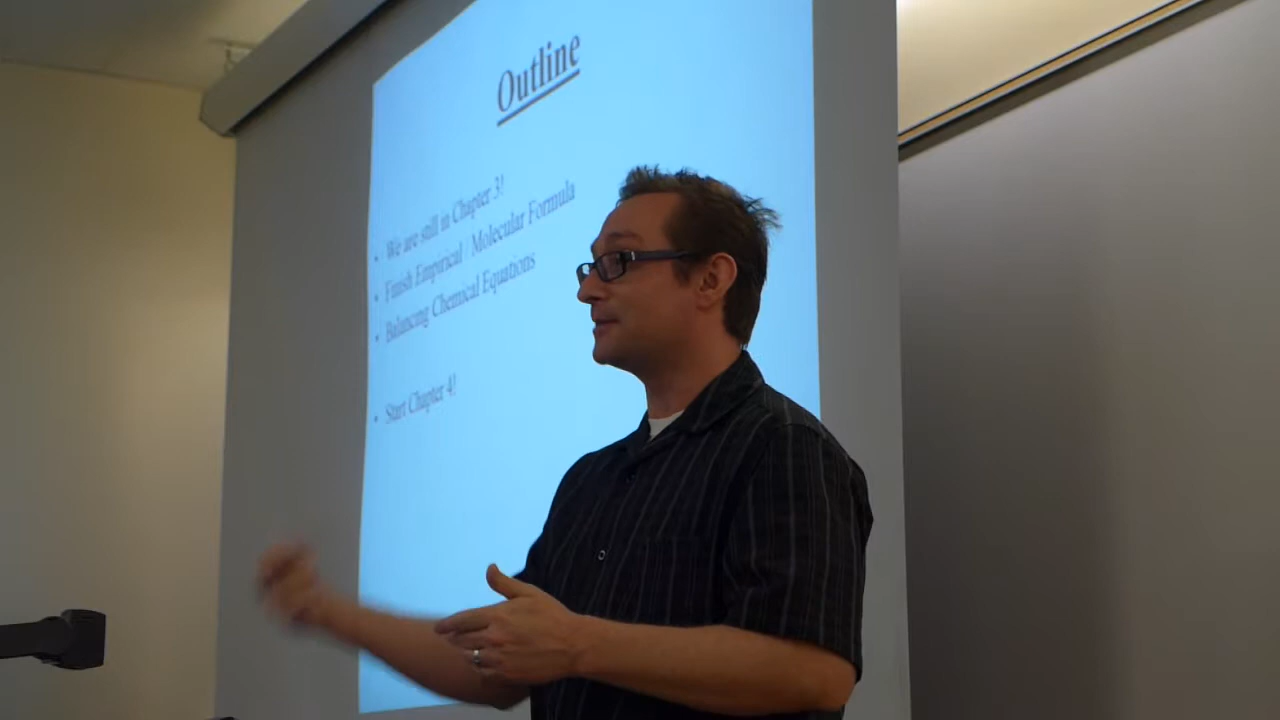 Outline
• We are still in Chapter 3!
• Finish Empirical / Molecular Formula
• Balancing Chemical Equations
• Start Chapter 4!